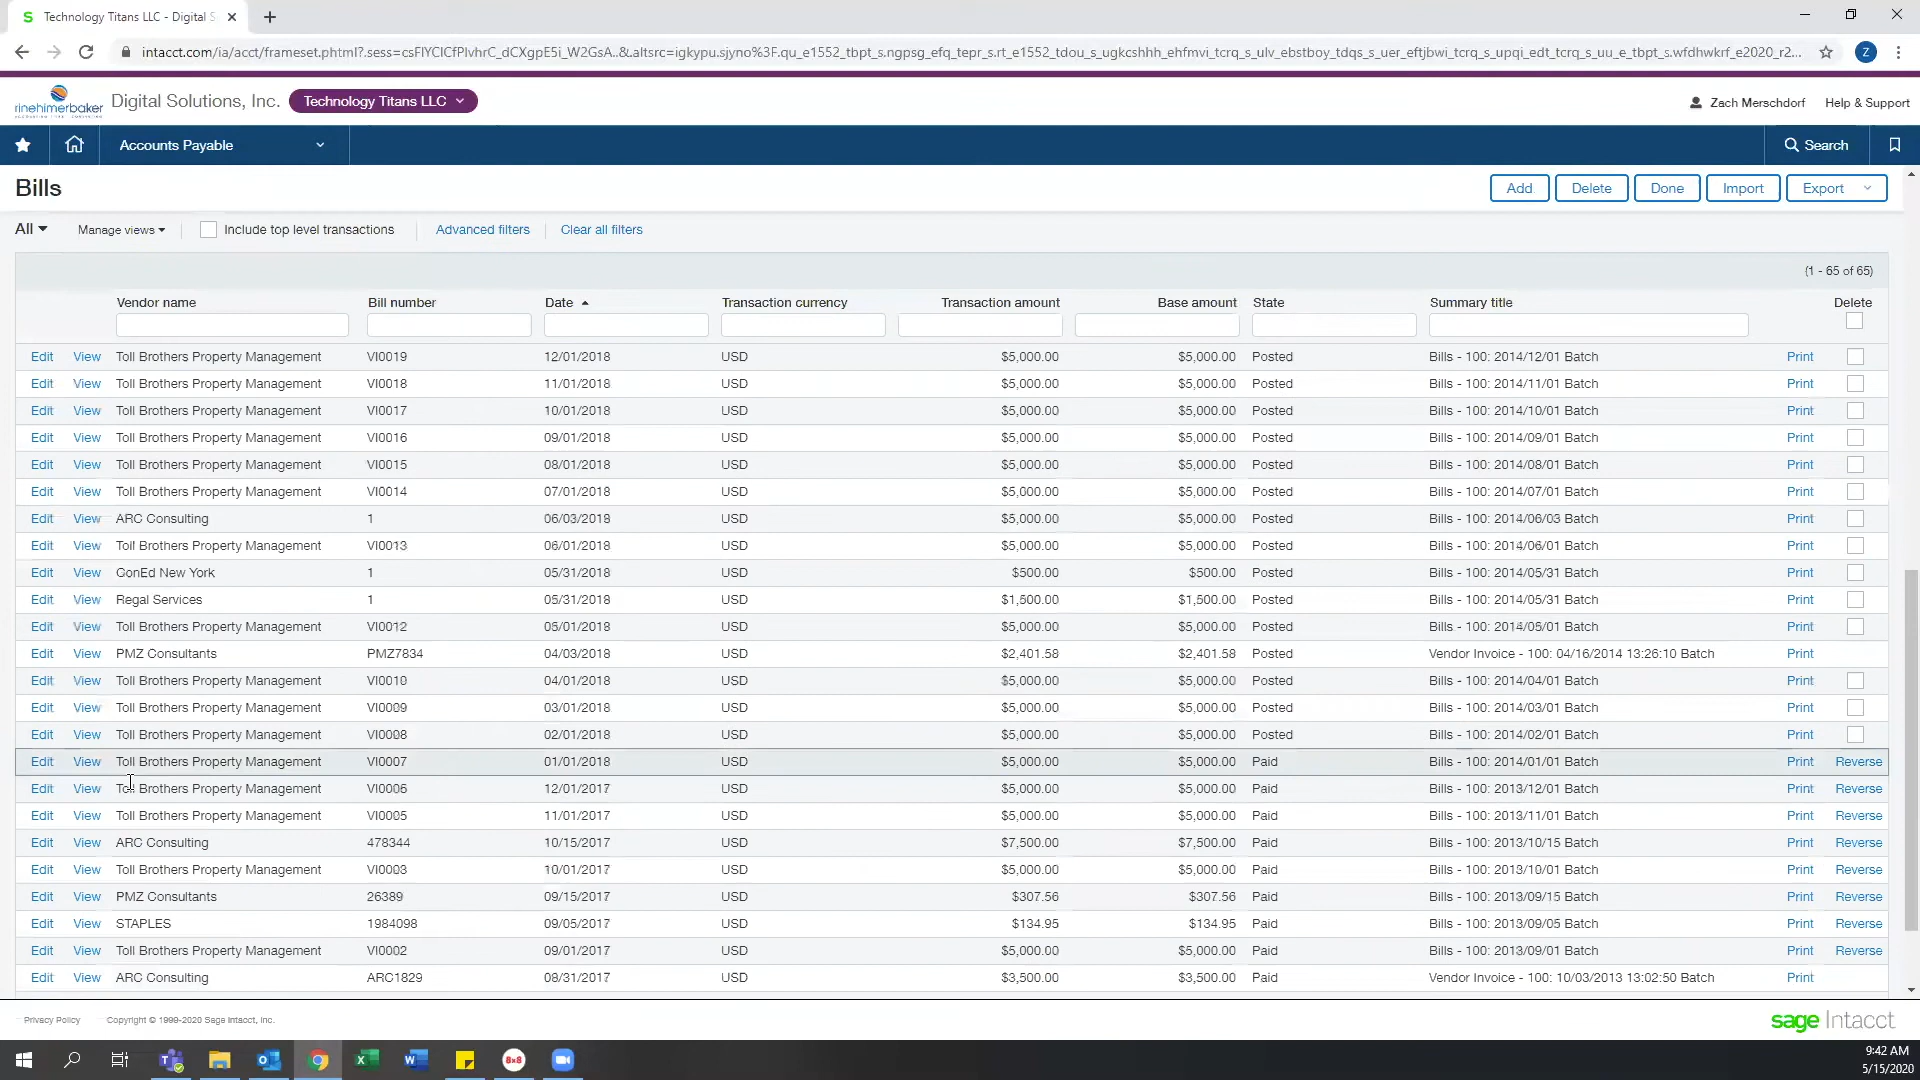 Technology Titans LLC - Digital S
intacct.com/ia/acct/frameset.phtml?.sess=csFlYClCfPlvhrC_dCXgpE5i_W2GsA..&.altsrc=igkypu.sjyno%3F.qu_e1552_tbpt_s.ngpsg_efq_tepr_s.rt_e1552_tdou_s_ugkcshhh_ehfmvi_tcrq_s_ulv_ebstboy_tdqs_s_uer_eftjbwi_tcrq_s_upqi_edt_tcrq_s_uu_e_tbpt_s.wfdhwkrf_e2020_r2...
Z
rinehimerbaker
Digital Solutions, Inc.
Technology Titans LLC
Zach Merschdorf
Help & Support
Accounts Payable
Search
Bills
Add
Delete
Done
Import
Export
All
Manage views
Include top level transactions
Advanced filters
Clear all filters
(1 - 65 of 65)
Vendor name Bill number Date Transaction currency Transaction amount Base amount State Summary title Delete
Edit View Toll Brothers Property Management VI0019 12/01/2018 USD $5,000.00 $5,000.00 Posted Bills - 100: 2014/12/01 Batch Print
Edit View Toll Brothers Property Management VI0018 11/01/2018 USD $5,000.00 $5,000.00 Posted Bills - 100: 2014/11/01 Batch Print
Edit View Toll Brothers Property Management VI0017 10/01/2018 USD $5,000.00 $5,000.00 Posted Bills - 100: 2014/10/01 Batch Print
Edit View Toll Brothers Property Management VI0016 09/01/2018 USD $5,000.00 $5,000.00 Posted Bills - 100: 2014/09/01 Batch Print
Edit View Toll Brothers Property Management VI0015 08/01/2018 USD $5,000.00 $5,000.00 Posted Bills - 100: 2014/08/01 Batch Print
Edit View Toll Brothers Property Management VI0014 07/01/2018 USD $5,000.00 $5,000.00 Posted Bills - 100: 2014/07/01 Batch Print
Edit View ARC Consulting 1 06/03/2018 USD $5,000.00 $5,000.00 Posted Bills - 100: 2014/06/03 Batch Print
Edit View Toll Brothers Property Management VI0013 06/01/2018 USD $5,000.00 $5,000.00 Posted Bills - 100: 2014/06/01 Batch Print
Edit View GonEd New York 1 05/31/2018 USD $500.00 $500.00 Posted Bills - 100: 2014/05/31 Batch Print
Edit View Regal Services 1 05/31/2018 USD $1,500.00 $1,500.00 Posted Bills - 100: 2014/05/31 Batch Print
Edit View Toll Brothers Property Management VI0012 05/01/2018 USD $5,000.00 $5,000.00 Posted Bills - 100: 2014/05/01 Batch Print
Edit View PMZ Consultants PMZ7834 04/03/2018 USD $2,401.58 $2,401.58 Posted Vendor Invoice - 100: 04/16/2014 13:26:10 Batch Print
Edit View Toll Brothers Property Management VI0010 04/01/2018 USD $5,000.00 $5,000.00 Posted Bills - 100: 2014/04/01 Batch Print
Edit View Toll Brothers Property Management VI0009 03/01/2018 USD $5,000.00 $5,000.00 Posted Bills - 100: 2014/03/01 Batch Print
Edit View Toll Brothers Property Management VI0008 02/01/2018 USD $5,000.00 $5,000.00 Posted Bills - 100: 2014/02/01 Batch Print
Edit View Toll Brothers Property Management VI0007 01/01/2018 USD $5,000.00 $5,000.00 Paid Bills - 100: 2014/01/01 Batch Print Reverse
Edit View Toll Brothers Property Management VI0006 12/01/2017 USD $5,000.00 $5,000.00 Paid Bills - 100: 2013/12/01 Batch Print Reverse
Edit View Toll Brothers Property Management VI0005 11/01/2017 USD $5,000.00 $5,000.00 Paid Bills - 100: 2013/11/01 Batch Print Reverse
Edit View ARC Consulting 478344 10/15/2017 USD $7,500.00 $7,500.00 Paid Bills - 100: 2013/10/15 Batch Print Reverse
Edit View Toll Brothers Property Management VI0003 10/01/2017 USD $5,000.00 $5,000.00 Paid Bills - 100: 2013/10/01 Batch Print Reverse
Edit View PMZ Consultants 26389 09/15/2017 USD $307.56 $307.56 Paid Bills - 100: 2013/09/15 Batch Print Reverse
Edit View STAPLES 1984098 09/05/2017 USD $134.95 $134.95 Paid Bills - 100: 2013/09/05 Batch Print Reverse
Edit View Toll Brothers Property Management VI0002 09/01/2017 USD $5,000.00 $5,000.00 Paid Bills - 100: 2013/09/01 Batch Print Reverse
Edit View ARC Consulting ARC1829 08/31/2017 USD $3,500.00 $3,500.00 Paid Vendor Invoice - 100: 10/03/2013 13:02:50 Batch Print
Privacy Policy
Copyright © 1999-2020 Sage Intacct, Inc.
sage Intacct
8x8
9:42 AM
5/15/2020